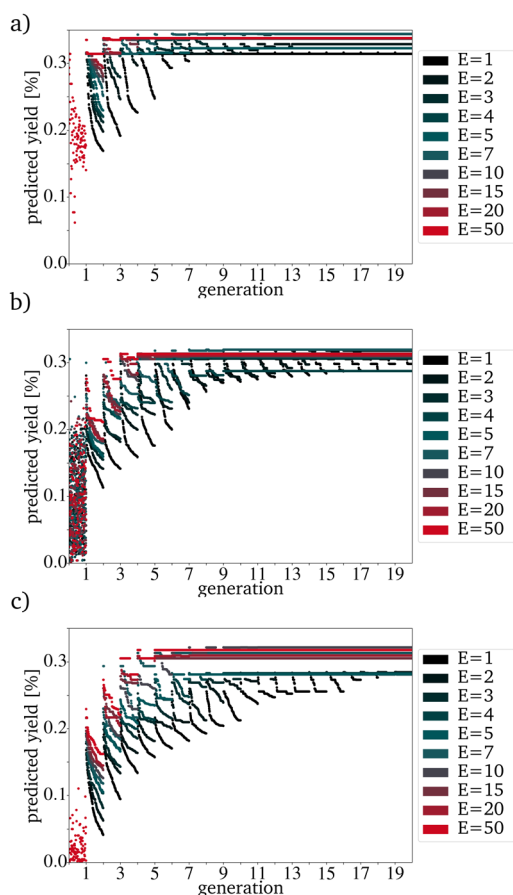 a)
predicted yield [%]
0.3
0.2
0.1
0.0
1 3 5 7 9 11 13 15 17 19
generation
E=1
E=2
E=3
E=4
E=5
E=7
E=10
E=15
E=20
E=50
b)
predicted yield [%]
0.3
0.2
0.1
0.0
1 3 5 7 9 11 13 15 17 19
generation
E=1
E=2
E=3
E=4
E=5
E=7
E=10
E=15
E=20
E=50
c)
predicted yield [%]
0.3
0.2
0.1
0.0
1 3 5 7 9 11 13 15 17 19
generation
E=1
E=2
E=3
E=4
E=5
E=7
E=10
E=15
E=20
E=50